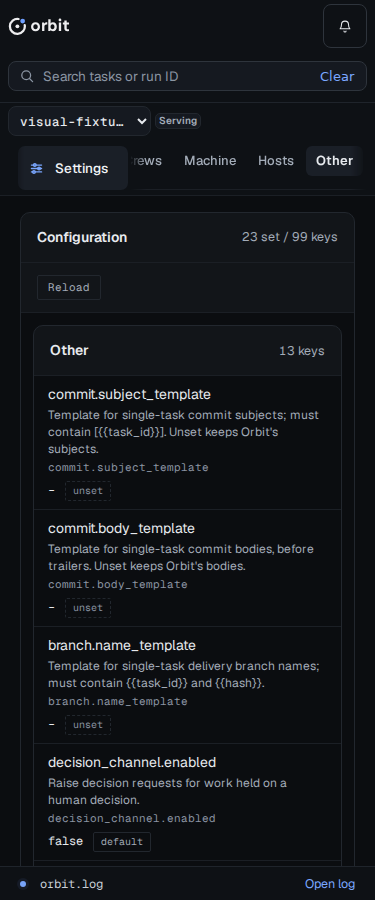 orbit
Search tasks or run ID
Clear
visual-fixtu…
Serving
Settings
Machine
Hosts
Other
Configuration
23 set / 99 keys
Reload
Other
13 keys
commit.subject_template
Template for single-task commit subjects; must
contain [{{task_id}}]. Unset keeps Orbit's
subjects.
commit.subject_template
– unset
commit.body_template
Template for single-task commit bodies, before
trailers. Unset keeps Orbit's bodies.
commit.body_template
– unset
branch.name_template
Template for single-task delivery branch names;
must contain {{task_id}} and {{hash}}.
branch.name_template
– unset
decision_channel.enabled
Raise decision requests for work held on a
human decision.
decision_channel.enabled
false default
orbit.log
Open log